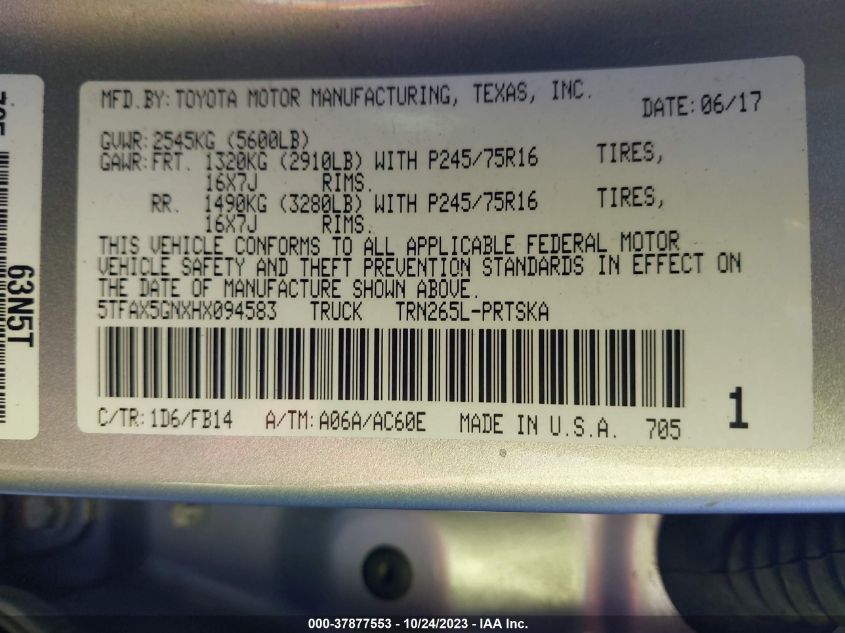 MFD.BY:TOYOTA MOTOR MANUFACTURING, TEXAS, INC. DATE:06/17
GVWR:2545KG (5600LB)
GAWR:FRT. 1320KG (2910LB) WITH P245/75R16 TIRES,
16X7J RIMS.
RR. 1490KG (3280LB) WITH P245/75R16 TIRES,
16X7J RIMS.
THIS VEHICLE CONFORMS TO ALL APPLICABLE FEDERAL MOTOR
VEHICLE SAFETY AND THEFT PREVENTION STANDARDS IN EFFECT ON
THE DATE OF MANUFACTURE SHOWN ABOVE.
5TFAX5GNXHX094583 TRUCK TRN265L-PRTSKA
C/TR:1D6/FB14 A/TM:A06A/AC60E MADE IN U.S.A. 705 1
63N5T
000-37877553 - 10/24/2023 - IAA Inc.